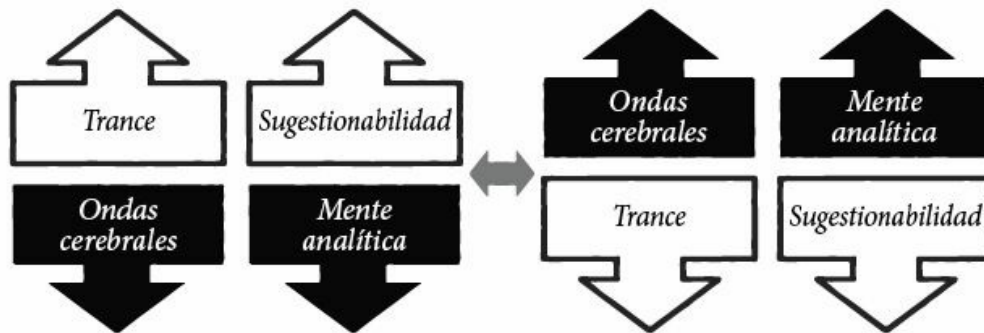 Trance
Sugestionabilidad
Ondas
cerebrales
Mente
analítica
Ondas
cerebrales
Mente
analítica
Trance
Sugestionabilidad